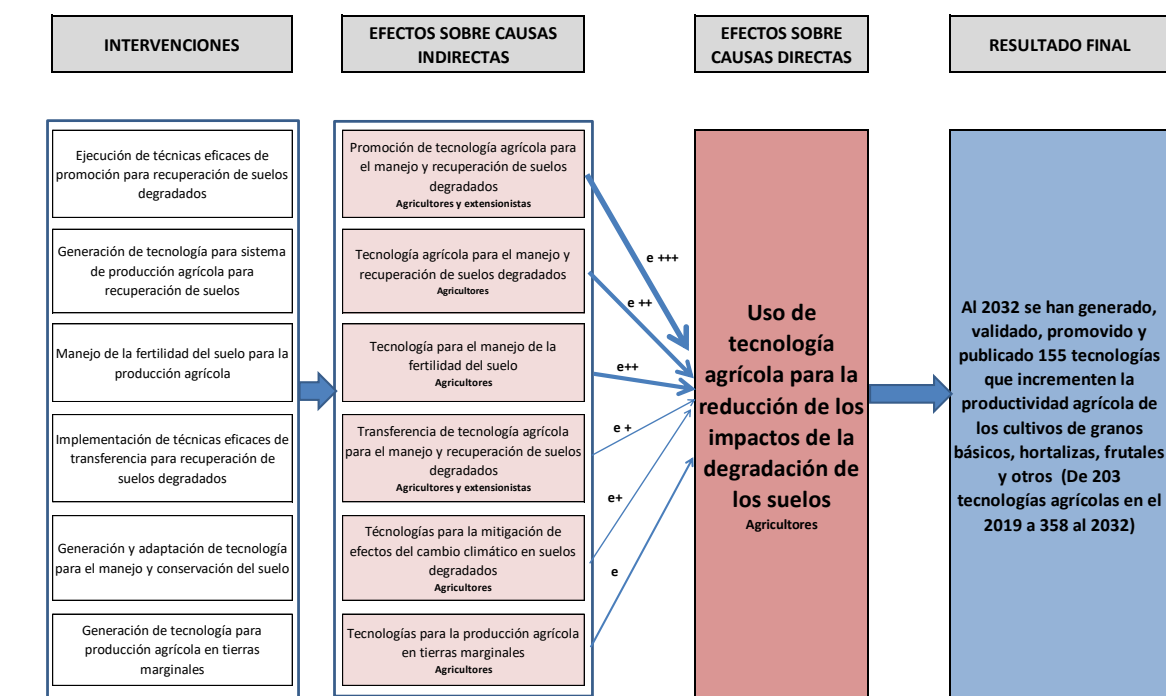 INTERVENCIONES
EFECTOS SOBRE CAUSAS
INDIRECTAS
EFECTOS SOBRE
CAUSAS DIRECTAS
RESULTADO FINAL
Ejecución de técnicas eficaces de
promoción para recuperación de suelos
degradados
Generación de tecnología para sistema
de producción agrícola para
recuperación de suelos
Manejo de la fertilidad del suelo para la
producción agrícola
Implementación de técnicas eficaces de
transferencia para recuperación de
suelos degradados
Generación y adaptación de tecnología
para el manejo y conservación del suelo
Generación de tecnología para
producción agrícola en tierras
marginales
Promoción de tecnología agrícola para
el manejo y recuperación de suelos
degradados
Agricultores y extensionistas
Tecnología agrícola para el manejo y
recuperación de suelos degradados
Agricultores
Tecnología para el manejo de la
fertilidad del suelo
Agricultores
Transferencia de tecnología agrícola
para el manejo y recuperación de suelos
degradados
Agricultores y extensionistas
Técnologías para la mitigación de
efectos del cambio climático en suelos
degradados
Agricultores
Tecnologías para la producción agrícola
en tierras marginales
Agricultores
e +++
e ++
e++
e +
e+
e
Uso de
tecnología
agrícola para la
reducción de los
impactos de la
degradación de
los suelos
Agricultores
Al 2032 se han generado,
validado, promovido y
publicado 155 tecnologías
que incrementen la
productividad agrícola de
los cultivos de granos
básicos, hortalizas, frutales
y otros (De 203
tecnologías agrícolas en el
2019 a 358 al 2032)